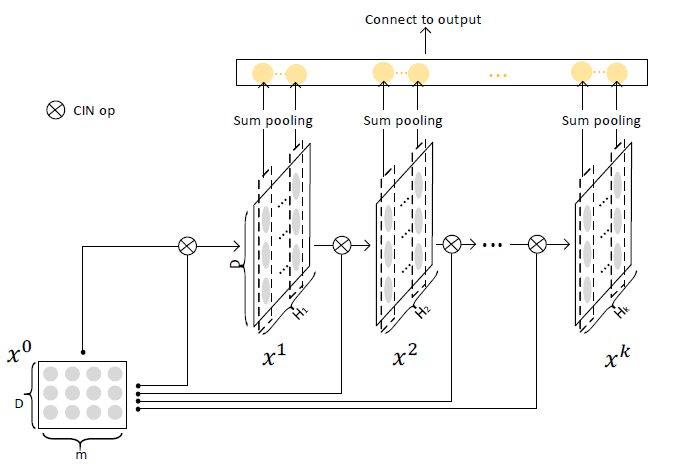 Connect to output
...
CIN op
Sum pooling Sum pooling Sum pooling
D
...
H₁ H₂ Hₖ
x⁰ x¹ x² xᵏ
D
m